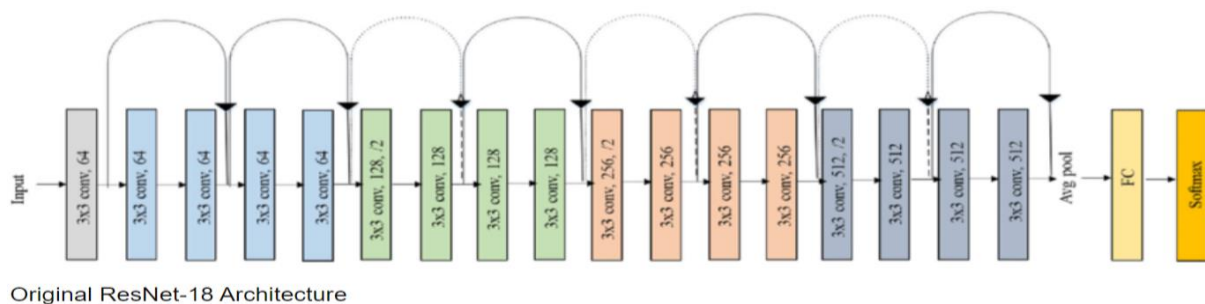 Input
3x3 conv, 64
3x3 conv, 64
3x3 conv, 64
3x3 conv, 64
3x3 conv, 64
3x3 conv, 128, /2
3x3 conv, 128
3x3 conv, 128
3x3 conv, 128
3x3 conv, 256, /2
3x3 conv, 256
3x3 conv, 256
3x3 conv, 256
3x3 conv, 512, /2
3x3 conv, 512
3x3 conv, 512
3x3 conv, 512
Avg pool
FC
Softmax
Original ResNet-18 Architecture